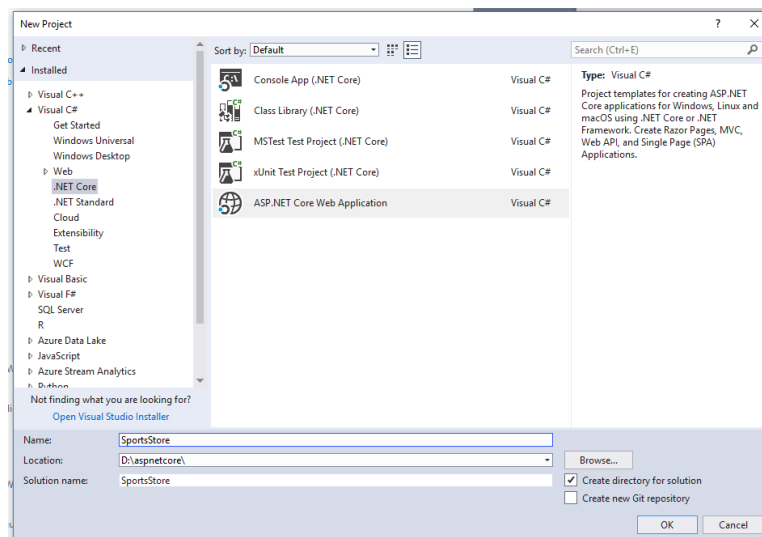 New Project
?
Recent
Installed
Visual C++
Visual C#
Get Started
Windows Universal
Windows Desktop
Web
.NET Core
.NET Standard
Cloud
Extensibility
Test
WCF
Visual Basic
Visual F#
SQL Server
R
Azure Data Lake
JavaScript
Azure Stream Analytics
Python
Not finding what you are looking for?
Open Visual Studio Installer
Sort by: Default
Search (Ctrl+E)
Console App (.NET Core) Visual C#
Class Library (.NET Core) Visual C#
MSTest Test Project (.NET Core) Visual C#
xUnit Test Project (.NET Core) Visual C#
ASP.NET Core Web Application Visual C#
Type: Visual C#
Project templates for creating ASP.NET
Core applications for Windows, Linux and
macOS using .NET Core or .NET
Framework. Create Razor Pages, MVC,
Web API, and Single Page (SPA)
Applications.
Name: SportsStore
Location: D:\aspnetcore\
Browse...
Solution name: SportsStore
Create directory for solution
Create new Git repository
OK Cancel